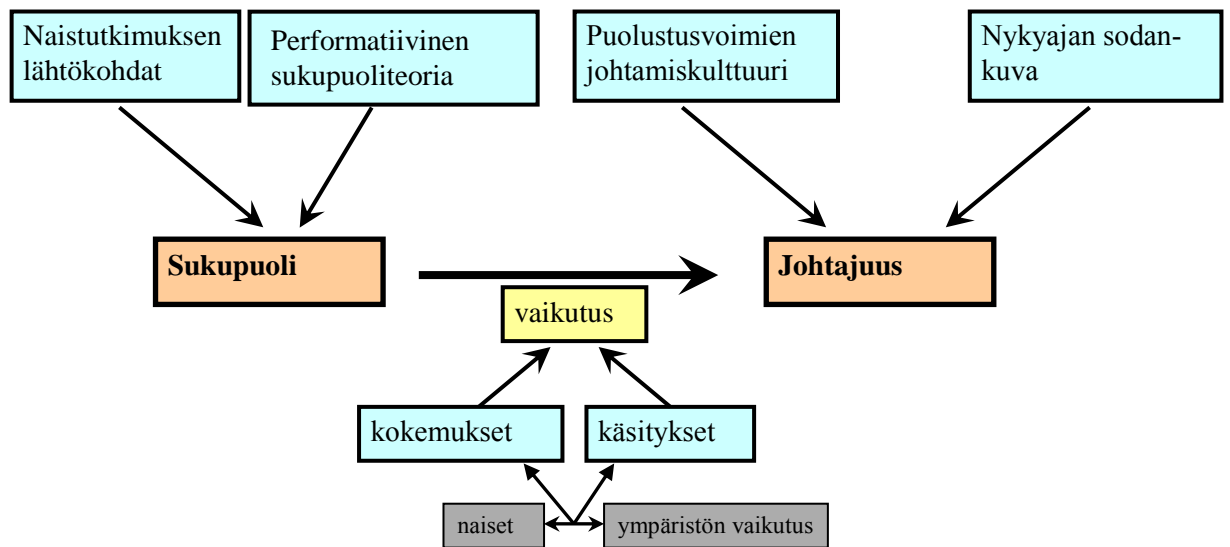 Naistutkimuksen
lähtökohdat
Performatiivinen
sukupuoliteoria
Puolustusvoimien
johtamiskulttuuri
Nykyajan sodan-
kuva
Sukupuoli
Johtajuus
vaikutus
kokemukset
käsitykset
naiset
ympäristön vaikutus